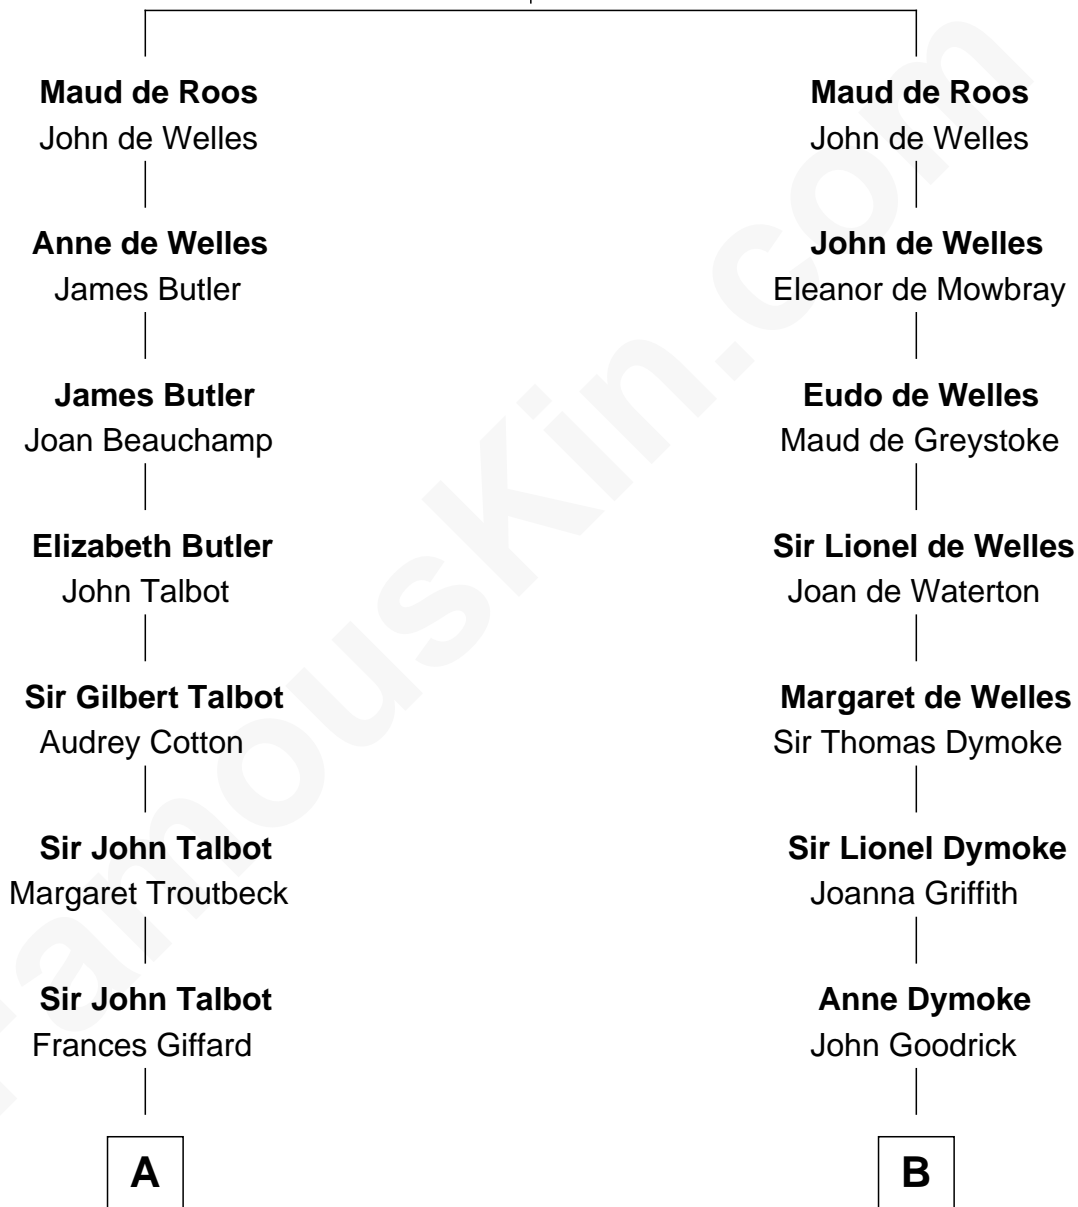 Maud de Roos
John de Welles
Maud de Roos
John de Welles
Anne de Welles
James Butler
John de Welles
Eleanor de Mowbray
James Butler
Joan Beauchamp
Eudo de Welles
Maud de Greystoke
Elizabeth Butler
John Talbot
Sir Lionel de Welles
Joan de Waterton
Sir Gilbert Talbot
Audrey Cotton
Margaret de Welles
Sir Thomas Dymoke
Sir John Talbot
Margaret Troutbeck
Sir Lionel Dymoke
Joanna Griffith
Sir John Talbot
Frances Giffard
Anne Dymoke
John Goodrick
A
B
FamousKin.com